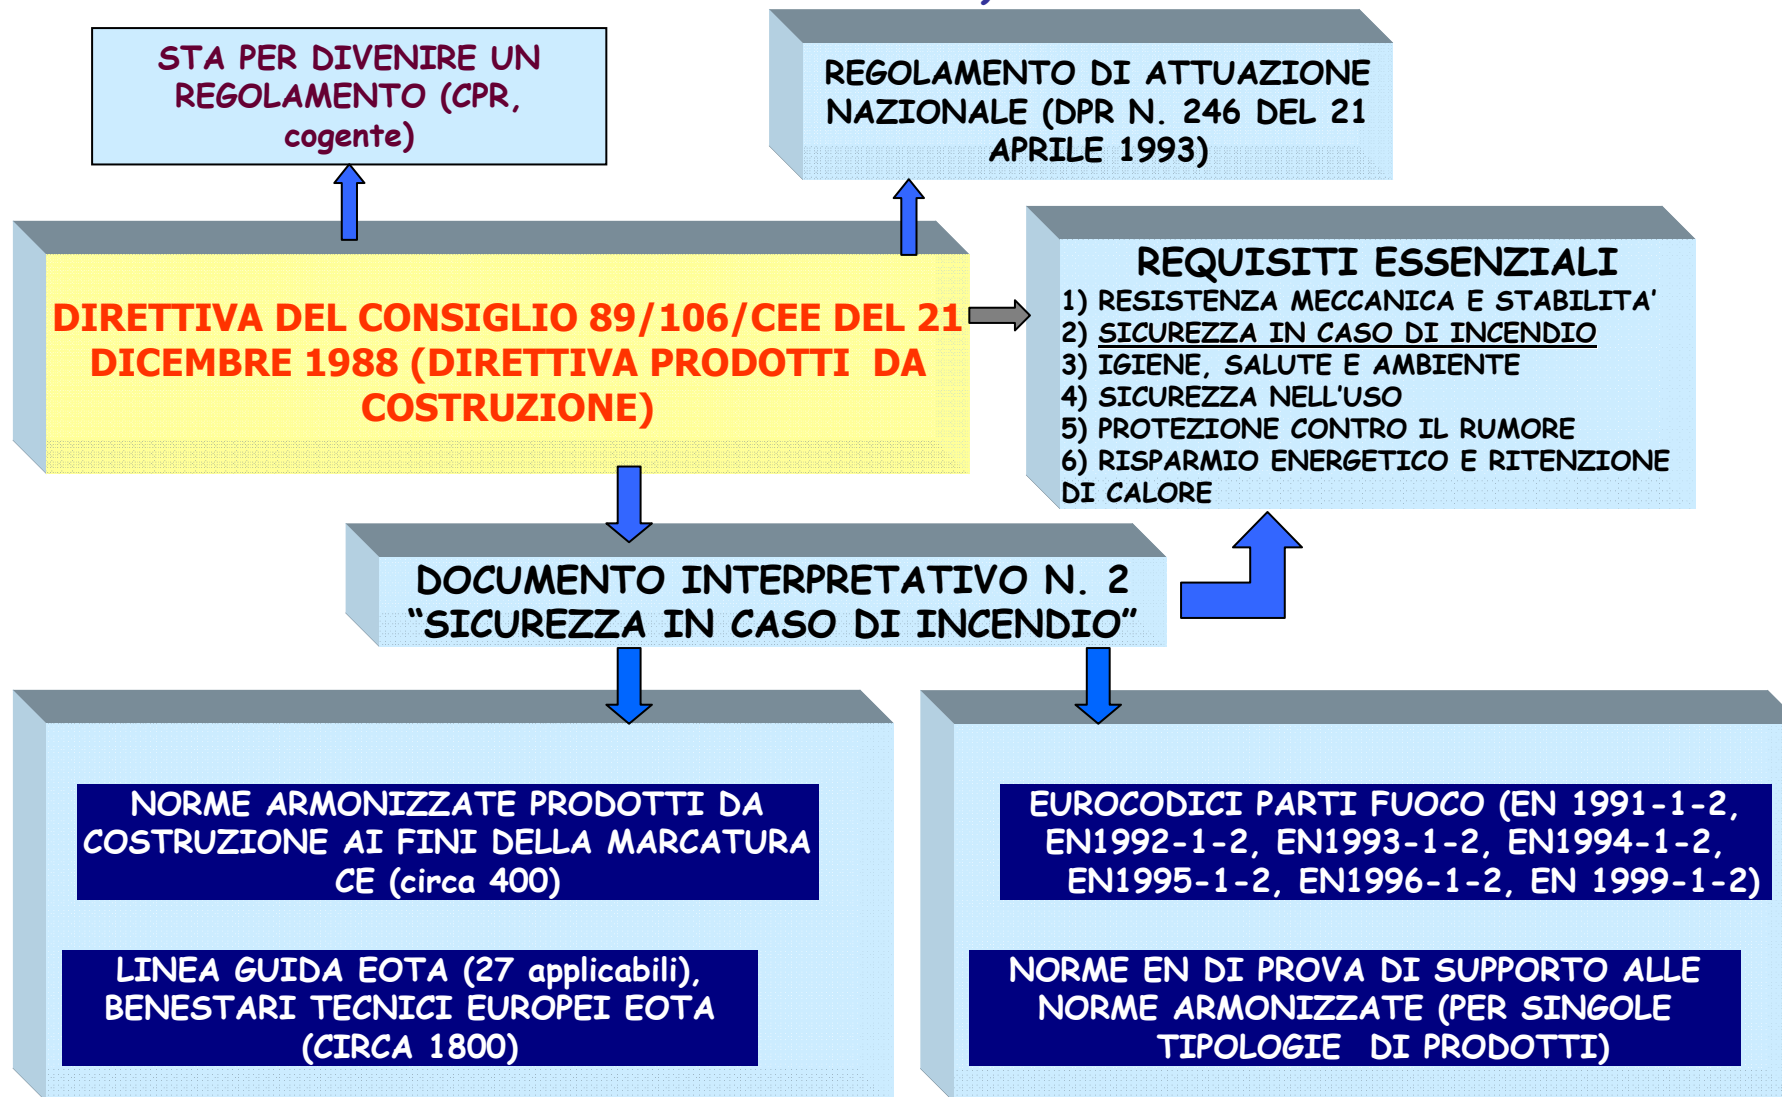 STA PER DIVENIRE UN
REGOLAMENTO (CPR,
cogente)
REGOLAMENTO DI ATTUAZIONE
NAZIONALE (DPR N. 246 DEL 21
APRILE 1993)
DIRETTIVA DEL CONSIGLIO 89/106/CEE DEL 21
DICEMBRE 1988 (DIRETTIVA PRODOTTI DA
COSTRUZIONE)
REQUISITI ESSENZIALI
1) RESISTENZA MECCANICA E STABILITA’
2) SICUREZZA IN CASO DI INCENDIO
3) IGIENE, SALUTE E AMBIENTE
4) SICUREZZA NELL’USO
5) PROTEZIONE CONTRO IL RUMORE
6) RISPARMIO ENERGETICO E RITENZIONE
DI CALORE
DOCUMENTO INTERPRETATIVO N. 2
“SICUREZZA IN CASO DI INCENDIO”
NORME ARMONIZZATE PRODOTTI DA
COSTRUZIONE AI FINI DELLA MARCATURA
CE (circa 400)
LINEA GUIDA EOTA (27 applicabili),
BENESTARI TECNICI EUROPEI EOTA
(CIRCA 1800)
EUROCODICI PARTI FUOCO (EN 1991-1-2,
EN1992-1-2, EN1993-1-2, EN1994-1-2,
EN1995-1-2, EN1996-1-2, EN 1999-1-2)
NORME EN DI PROVA DI SUPPORTO ALLE
NORME ARMONIZZATE (PER SINGOLE
TIPOLOGIE DI PRODOTTI)